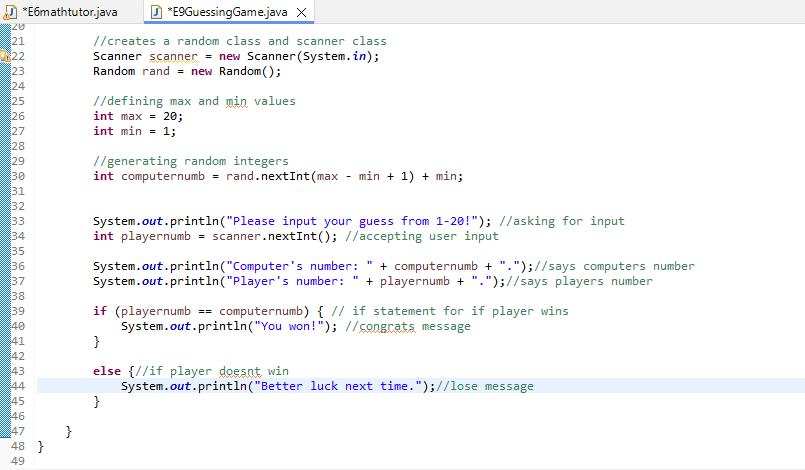 *E6mathtutor.java *E9GuessingGame.java
20
21 //creates a random class and scanner class
22 Scanner scanner = new Scanner(System.in);
23 Random rand = new Random();
24
25 //defining max and min values
26 int max = 20;
27 int min = 1;
28
29 //generating random integers
30 int computernumb = rand.nextInt(max - min + 1) + min;
31
32
33 System.out.println("Please input your guess from 1-20!"); //asking for input
34 int playernumb = scanner.nextInt(); //accepting user input
35
36 System.out.println("Computer's number: " + computernumb + ".");//says computers number
37 System.out.println("Player's number: " + playernumb + ".");//says players number
38
39 if (playernumb == computernumb) { // if statement for if player wins
40 System.out.println("You won!"); //congrats message
41 }
42
43 else {//if player doesnt win
44 System.out.println("Better luck next time.");//lose message
45 }
46
47 }
48 }
49